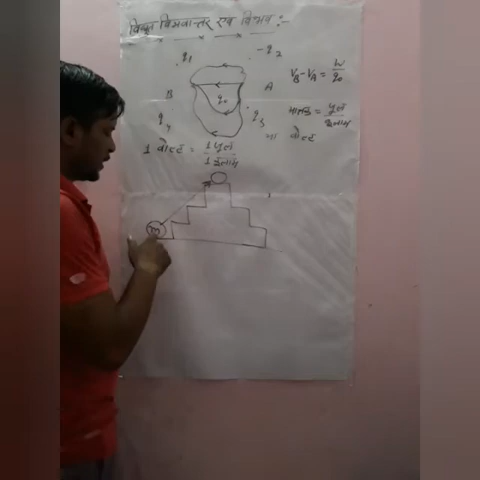 विद्युत विभवान्तर एवं विभव :-
q₁ -q₂
B q₀ A
V_B - V_A = W/q₀
q₄ q₃
मात्रक = जूल/कूलाम
या वोल्ट
1 वोल्ट = 1 जूल/1 कूलाम
m